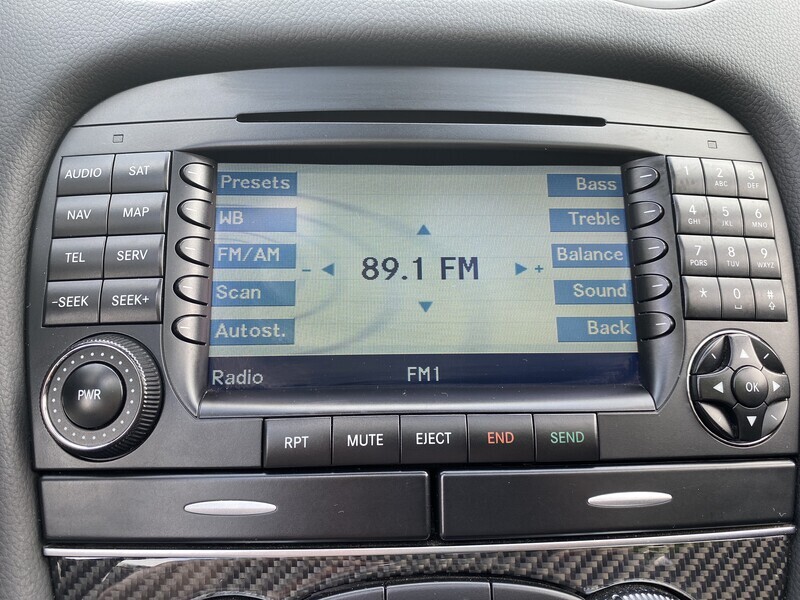 AUDIO SAT
NAV MAP
TEL SERV
-SEEK SEEK+
PWR
Presets
WB
FM/AM
Scan
Autost.
- 89.1 FM +
Bass
Treble
Balance
Sound
Back
Radio FM1
1 2 ABC 3 DEF
4 GHI 5 JKL 6 MNO
7 PQRS 8 TUV 9 WXYZ
* 0 #
OK
RPT MUTE EJECT END SEND